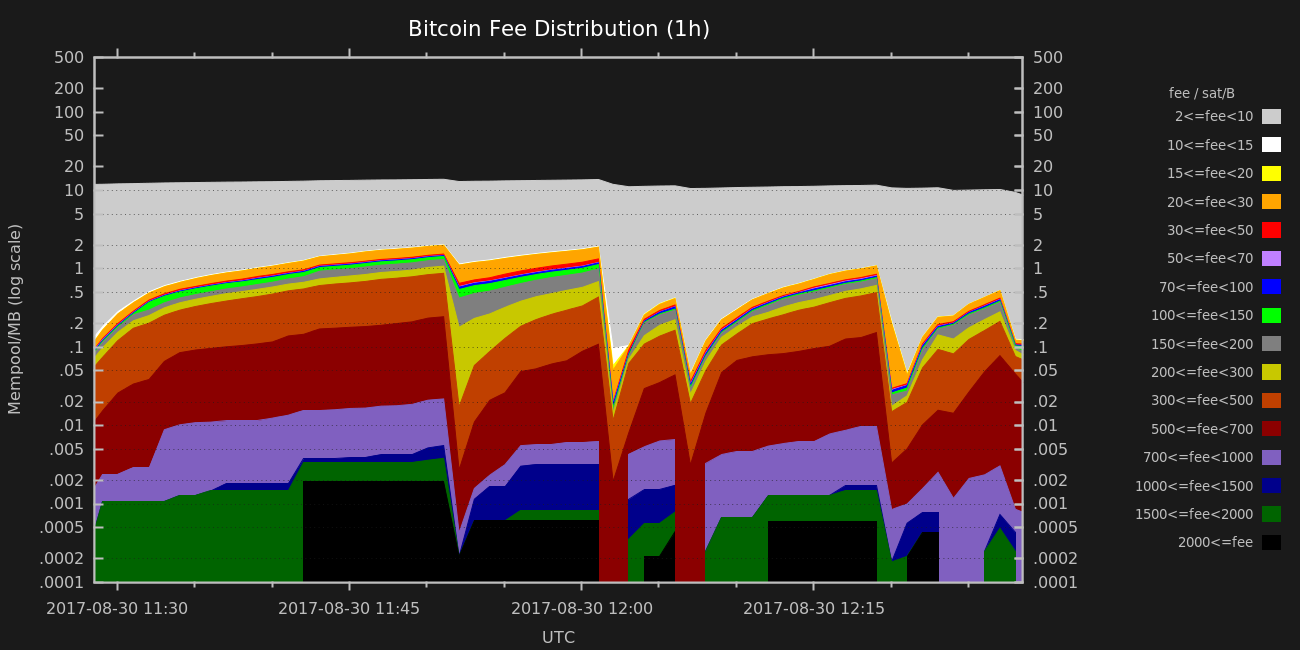 Bitcoin Fee Distribution (1h)
500 500
200 200
100 100
50 50
20 20
10 10
5 5
2 2
1 1
.5 .5
.2 .2
.1 .1
.05 .05
.02 .02
.01 .01
.005 .005
.002 .002
.001 .001
.0005 .0005
.0002 .0002
.0001 .0001
Mempool/MB (log scale)
2017-08-30 11:30 2017-08-30 11:45 2017-08-30 12:00 2017-08-30 12:15
UTC
fee / sat/B
2<=fee<10
10<=fee<15
15<=fee<20
20<=fee<30
30<=fee<50
50<=fee<70
70<=fee<100
100<=fee<150
150<=fee<200
200<=fee<300
300<=fee<500
500<=fee<700
700<=fee<1000
1000<=fee<1500
1500<=fee<2000
2000<=fee